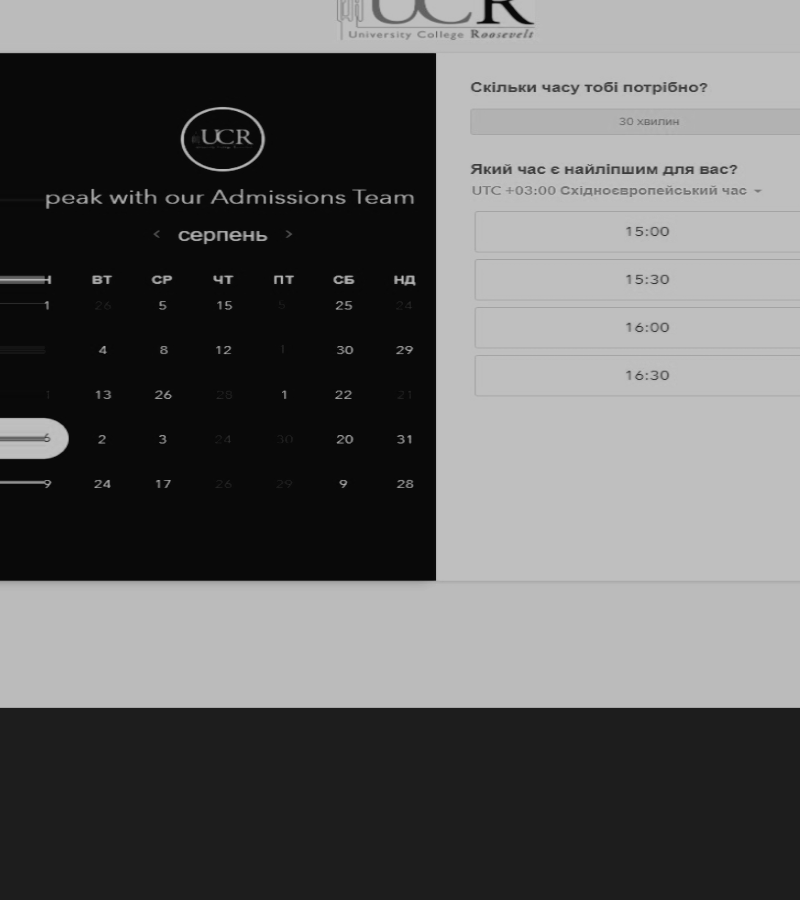 UCR
University College Roosevelt
UCR
peak with our Admissions Team
< серпень >
Н ВТ СР ЧТ ПТ СБ НД
1 26 5 15 5 25 24
4 8 12 1 30 29
1 13 26 28 1 22 21
6 2 3 24 30 20 31
9 24 17 26 29 9 28
Скільки часу тобі потрібно?
30 хвилин
Який час є найліпшим для вас?
UTC +03:00 Східноєвропейський час
15:00
15:30
16:00
16:30